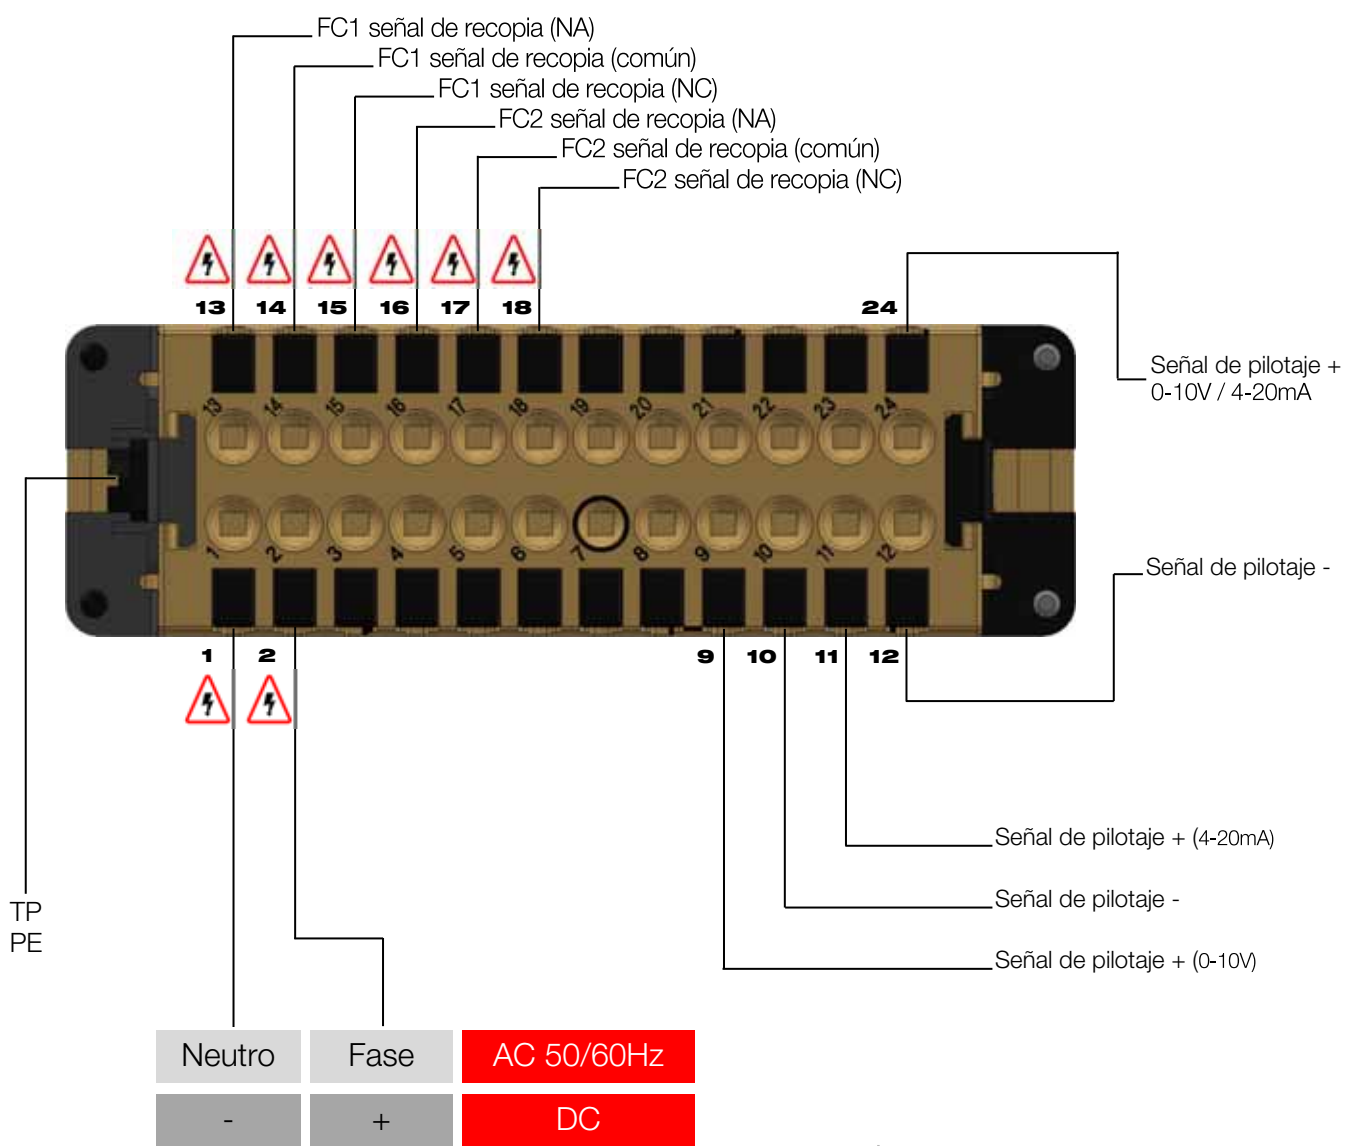 FC1 señal de recopia (NA)
FC1 señal de recopia (común)
FC1 señal de recopia (NC)
FC2 señal de recopia (NA)
FC2 señal de recopia (común)
FC2 señal de recopia (NC)
13 14 15 16 17 18 24
Señal de pilotaje +
0-10V / 4-20mA
13 14 15 16 17 18 19 20 21 22 23 24
1 2 3 4 5 6 7 8 9 10 11 12
Señal de pilotaje -
1 2 9 10 11 12
Señal de pilotaje + (4-20mA)
Señal de pilotaje -
Señal de pilotaje + (0-10V)
TP
PE
Neutro Fase AC 50/60Hz
- + DC